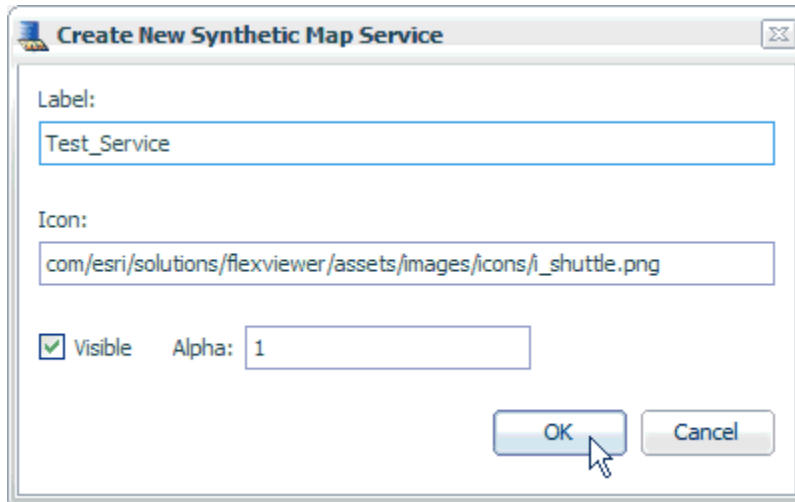 Create New Synthetic Map Service
Label:
Test_Service
Icon:
com/esri/solutions/flexviewer/assets/images/icons/i_shuttle.png
Visible Alpha: 1
OK Cancel